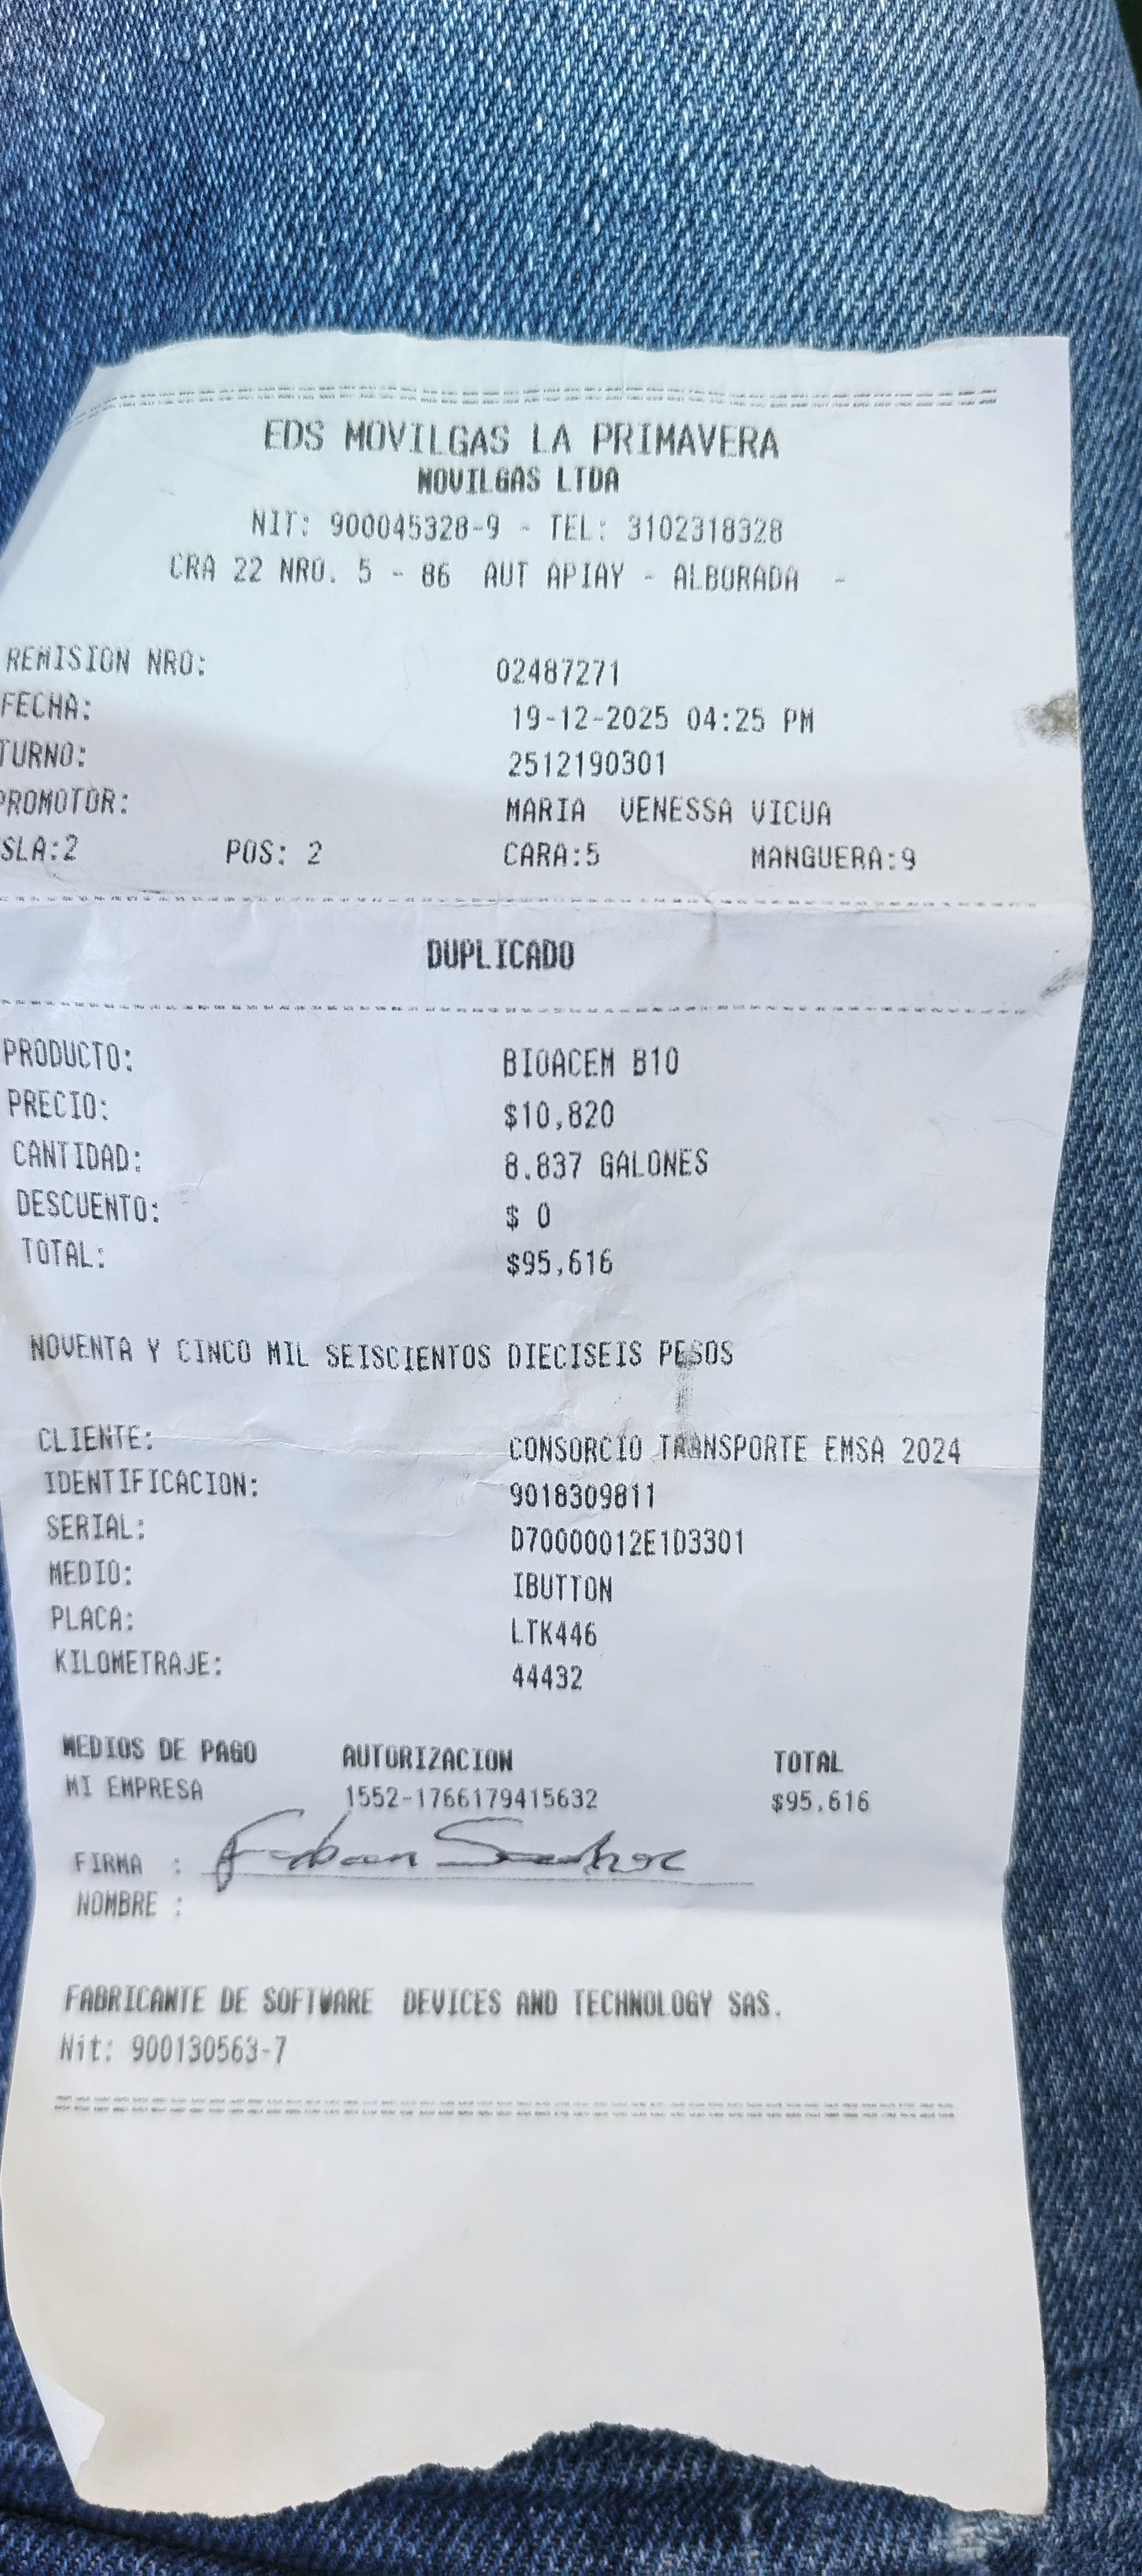 EDS MOVILGAS LA PRIMAVERA
MOVILGAS LTDA
NIT: 900045328-9 - TEL: 3102318328
CRA 22 NRO. 5 - 86 AUT APIAY - ALBORADA -
REMISION NRO: 02487271
FECHA: 19-12-2025 04:25 PM
TURNO: 2512190301
PROMOTOR: MARIA VENESSA VICUA
SLA:2 POS: 2 CARA:5 MANGUERA:9
DUPLICADO
PRODUCTO: BIOACEM B10
PRECIO: $10,820
CANTIDAD: 8.837 GALONES
DESCUENTO: $ 0
TOTAL: $95,616
NOVENTA Y CINCO MIL SEISCIENTOS DIECISEIS PESOS
CLIENTE: CONSORCIO TRANSPORTE EMSA 2024
IDENTIFICACION: 9018309811
SERIAL: D70000012E1D3301
MEDIO: IBUTTON
PLACA: LTK446
KILOMETRAJE: 44432
MEDIOS DE PAGO AUTORIZACION TOTAL
MI EMPRESA 1552-1766179415632 $95,616
FIRMA :
NOMBRE :
FABRICANTE DE SOFTWARE DEVICES AND TECHNOLOGY SAS.
Nit: 900130563-7